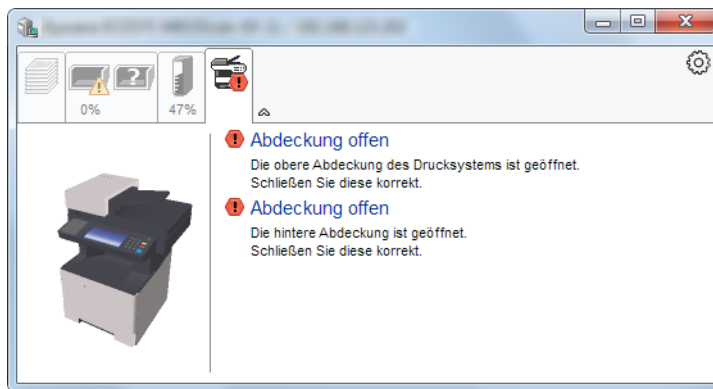 0%
?
47%
Abdeckung offen
Die obere Abdeckung des Drucksystems ist geöffnet.
Schließen Sie diese korrekt.
Abdeckung offen
Die hintere Abdeckung ist geöffnet.
Schließen Sie diese korrekt.